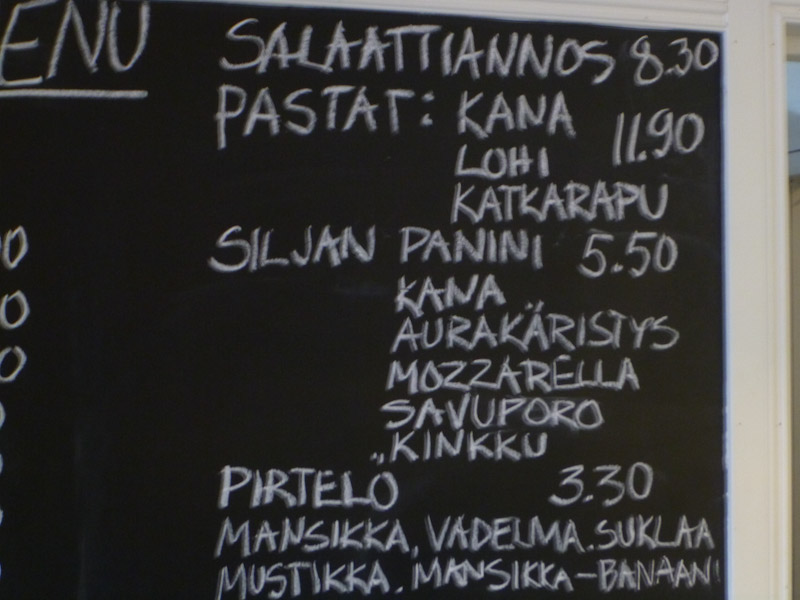 ENU
SALAATTIANNOS 8.30
PASTAT: KANA 11.90
LOHI
KATKARAPU
SILJAN PANINI 5.50
KANA
AURAKÄRISTYS
MOZZARELLA
SAVUPORO
"KINKKU
PIRTELO 3.30
MANSIKKA, VADELMA.SUKLAA
MUSTIKKA. MANSIKKA-BANAANI
0
0
0